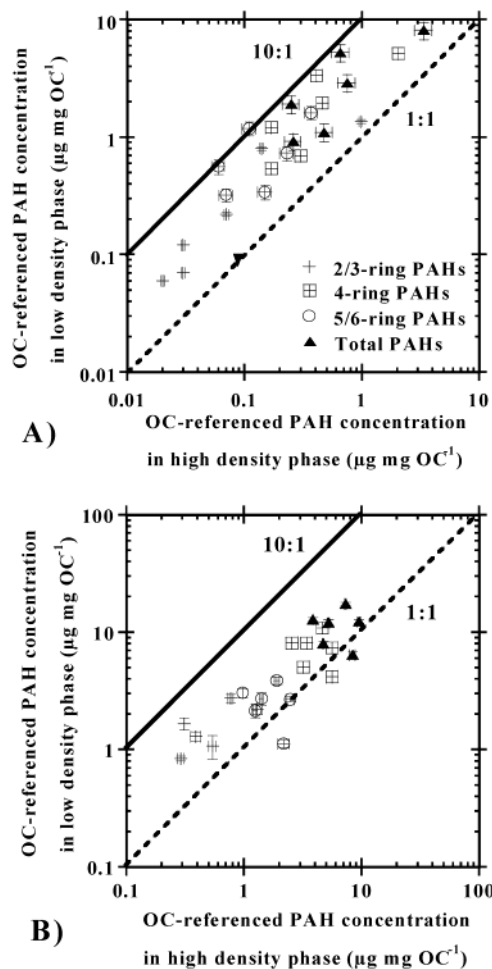 10
10:1
1:1
1
0.1
0.01
OC-referenced PAH concentration
in low density phase (µg mg OC⁻¹)
2/3-ring PAHs
4-ring PAHs
5/6-ring PAHs
Total PAHs
0.01
0.1
1
10
A)
OC-referenced PAH concentration
in high density phase (µg mg OC⁻¹)
100
10:1
1:1
10
1
0.1
OC-referenced PAH concentration
in low density phase (µg mg OC⁻¹)
0.1
1
10
100
B)
OC-referenced PAH concentration
in high density phase (µg mg OC⁻¹)